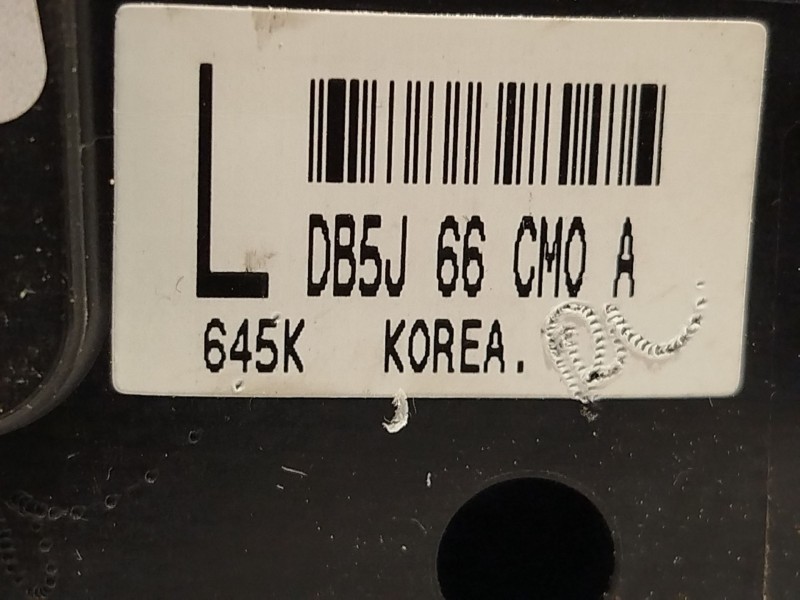 L
DB5J 66 CM0 A
645K KOREA.